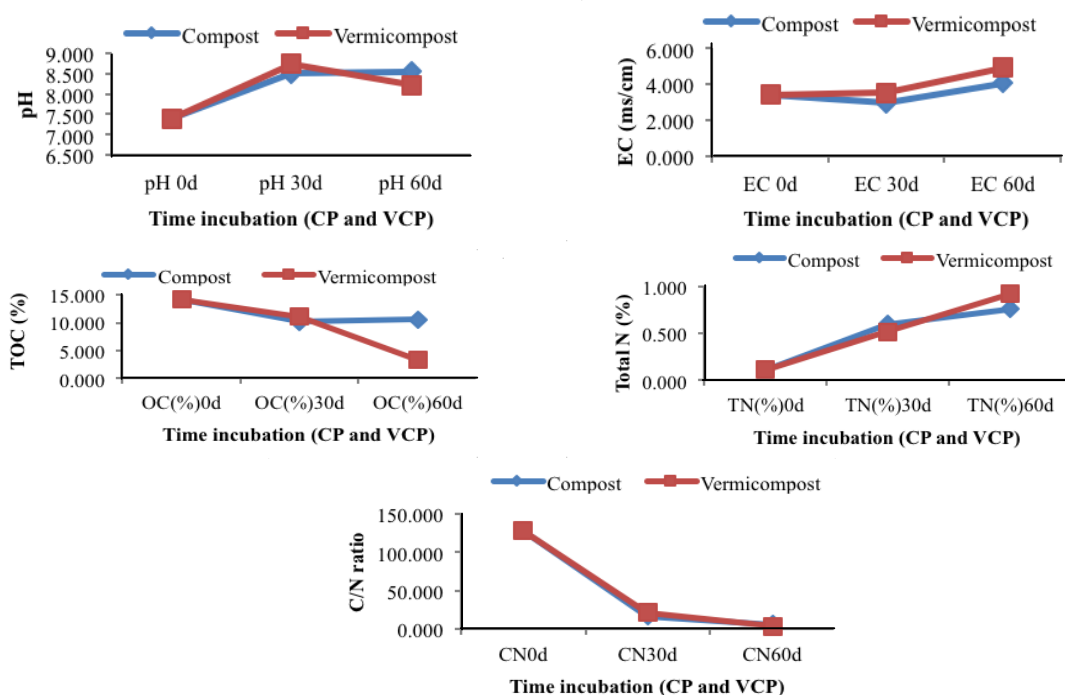 Compost Vermicompost
9.000
8.500
8.000
7.500
7.000
6.500
pH
pH 0d pH 30d pH 60d
Time incubation (CP and VCP)
Compost Vermicompost
6.000
4.000
2.000
0.000
EC (ms/cm)
EC 0d EC 30d EC 60d
Time incubation (CP and VCP)
Compost Vermicompost
15.000
10.000
5.000
0.000
TOC (%)
OC(%)0d OC(%)30d OC(%)60d
Time incubation (CP and VCP)
Compost Vermicompost
1.000
0.500
0.000
Total N (%)
TN(%)0d TN(%)30d TN(%)60d
Time incubation (CP and VCP)
Compost Vermicompost
150.000
100.000
50.000
0.000
C/N ratio
CN0d CN30d CN60d
Time incubation (CP and VCP)